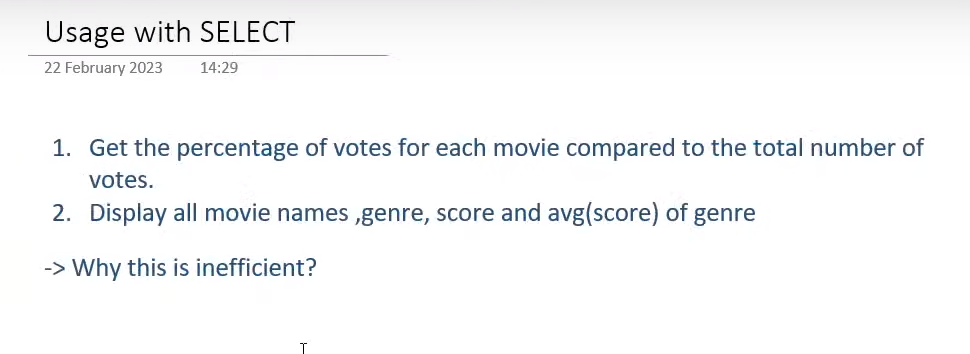 Usage with SELECT
22 February 2023 14:29
1. Get the percentage of votes for each movie compared to the total number of
votes.
2. Display all movie names ,genre, score and avg(score) of genre
-> Why this is inefficient?